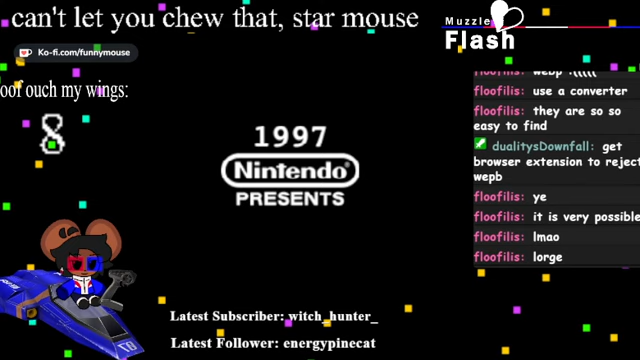 can't let you chew that, star mouse
Muzzle
Flash
Ko-fi.com/funnymouse
oof ouch my wings:
8
1997
Nintendo
PRESENTS
webp :(((((
floofilis: use a converter
floofilis: they are so so
easy to find
dualitysDownfall: get
browser extension to reject
wepb
floofilis: ye
floofilis: it is very possible
floofilis: lmao
floofilis: lorge
Latest Subscriber: witch_hunter_
Latest Follower: energypinecat